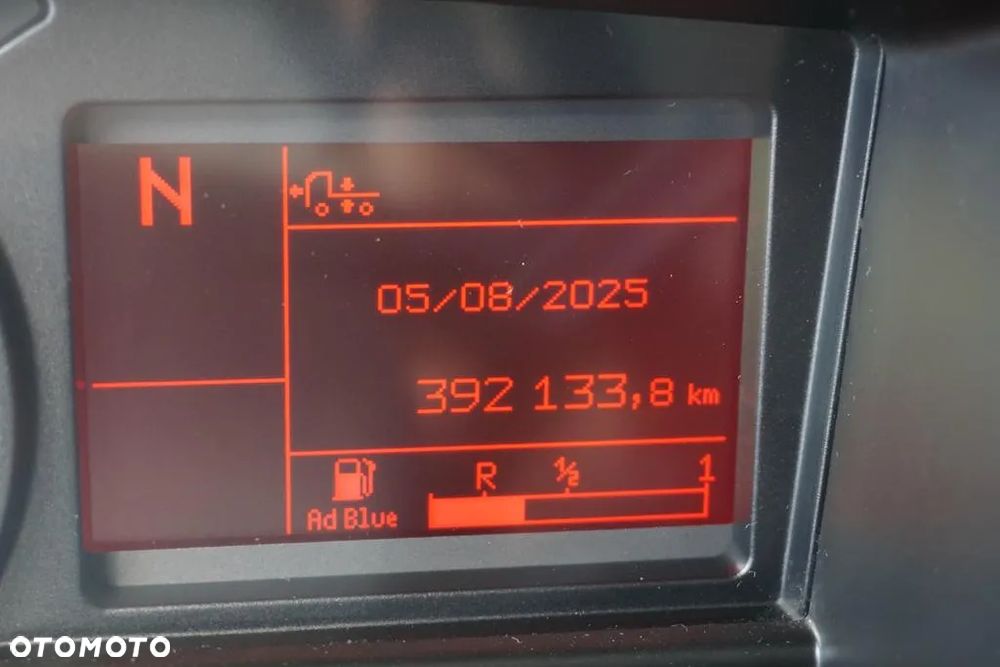 N
05/08/2025
392 133,8 km
R ½ 1
Ad Blue
OTOMOTO